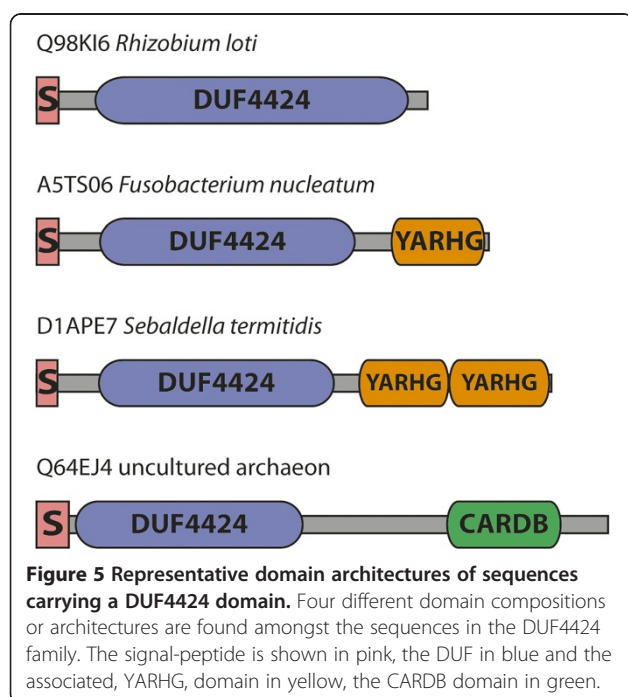 Q98KI6 Rhizobium loti
S DUF4424
A5TS06 Fusobacterium nucleatum
S DUF4424 YARHG
D1APE7 Sebaldella termitidis
S DUF4424 YARHG YARHG
Q64EJ4 uncultured archaeon
S DUF4424 CARDB
Figure 5 Representative domain architectures of sequences
carrying a DUF4424 domain. Four different domain compositions
or architectures are found amongst the sequences in the DUF4424
family. The signal-peptide is shown in pink, the DUF in blue and the
associated, YARHG, domain in yellow, the CARDB domain in green.